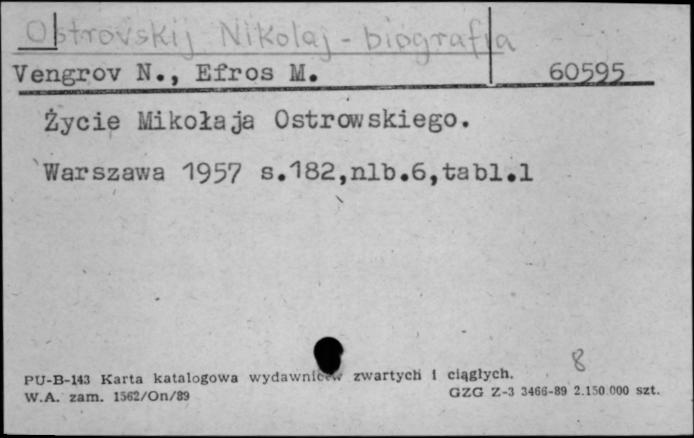 Ostrovskij Nikolaj - biografia
Vengrov N., Efros M. 60595
Życie Mikołaja Ostrowskiego.
Warszawa 1957 s.182,nlb.6,tabl.1
8
PU-B-143 Karta katalogowa wydawnictw zwartych i ciągłych.
W.A. zam. 1562/On/89 GZG Z-3 3466-89 2.150.000 szt.